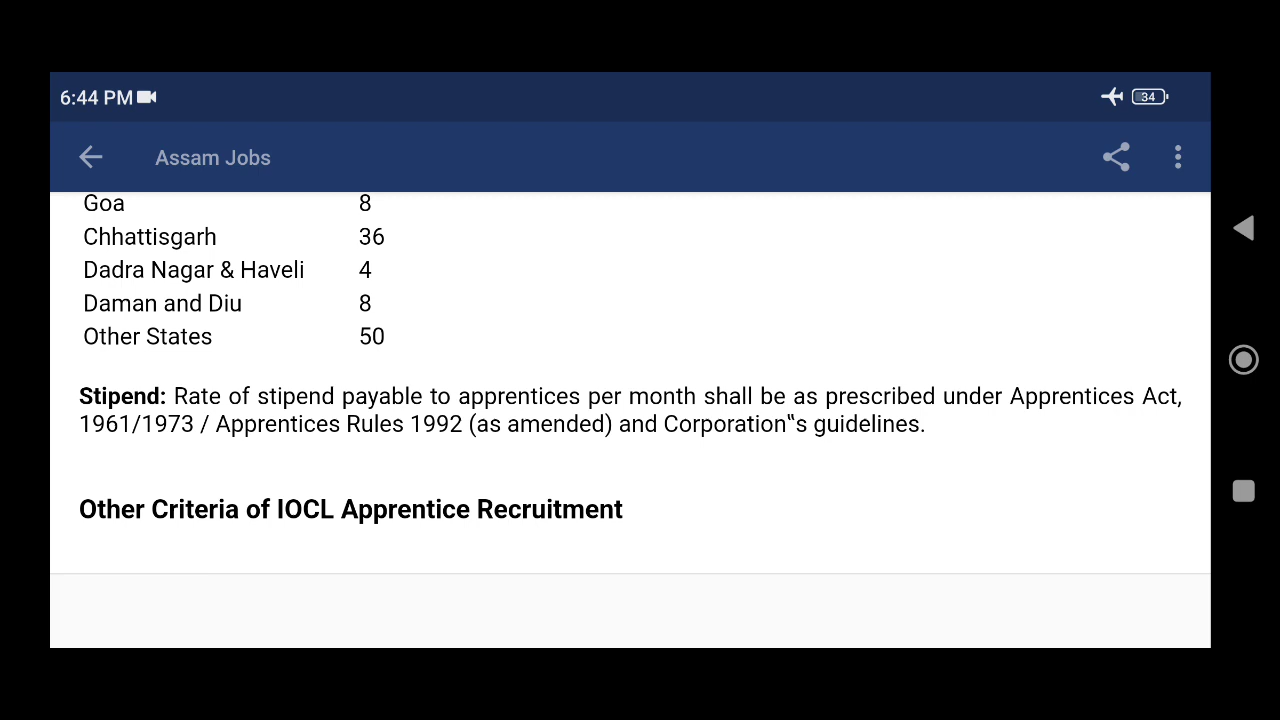 6:44 PM
34
Assam Jobs
Goa 8
Chhattisgarh 36
Dadra Nagar & Haveli 4
Daman and Diu 8
Other States 50
Stipend: Rate of stipend payable to apprentices per month shall be as prescribed under Apprentices Act,
1961/1973 / Apprentices Rules 1992 (as amended) and Corporation‟s guidelines.
Other Criteria of IOCL Apprentice Recruitment